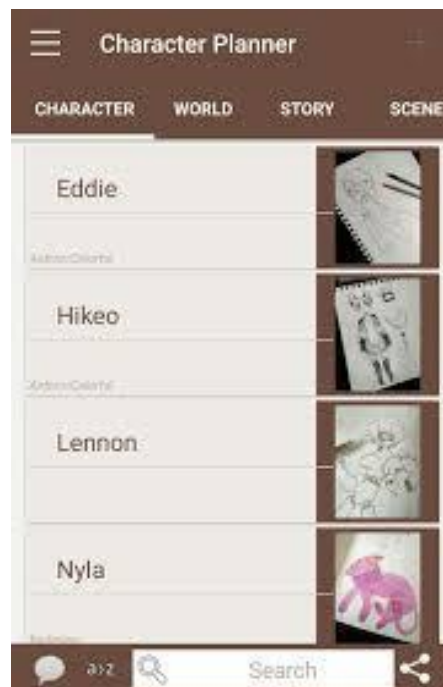 Character Planner
CHARACTER WORLD STORY SCENE
Eddie
Hikeo
Lennon
Nyla
a>z Search